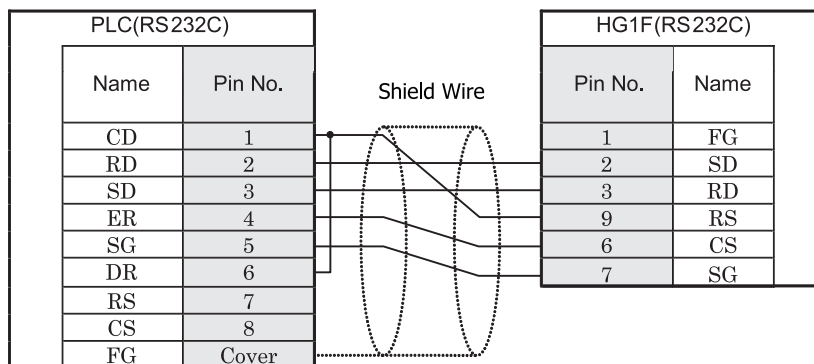 PLC(RS232C) HG1F(RS232C)
Name Pin No. Shield Wire Pin No. Name
CD 1 1 FG
RD 2 2 SD
SD 3 3 RD
ER 4 9 RS
SG 5 6 CS
DR 6 7 SG
RS 7
CS 8
FG Cover